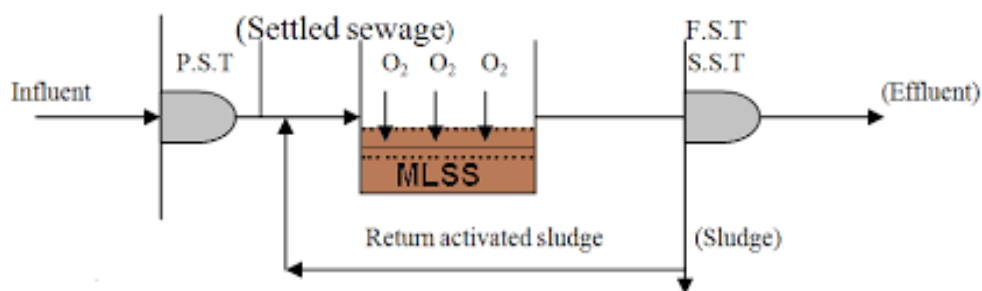 (Settled sewage)
F.S.T
P.S.T
O₂ O₂ O₂
S.S.T
Influent
(Effluent)
MLSS
Return activated sludge
(Sludge)